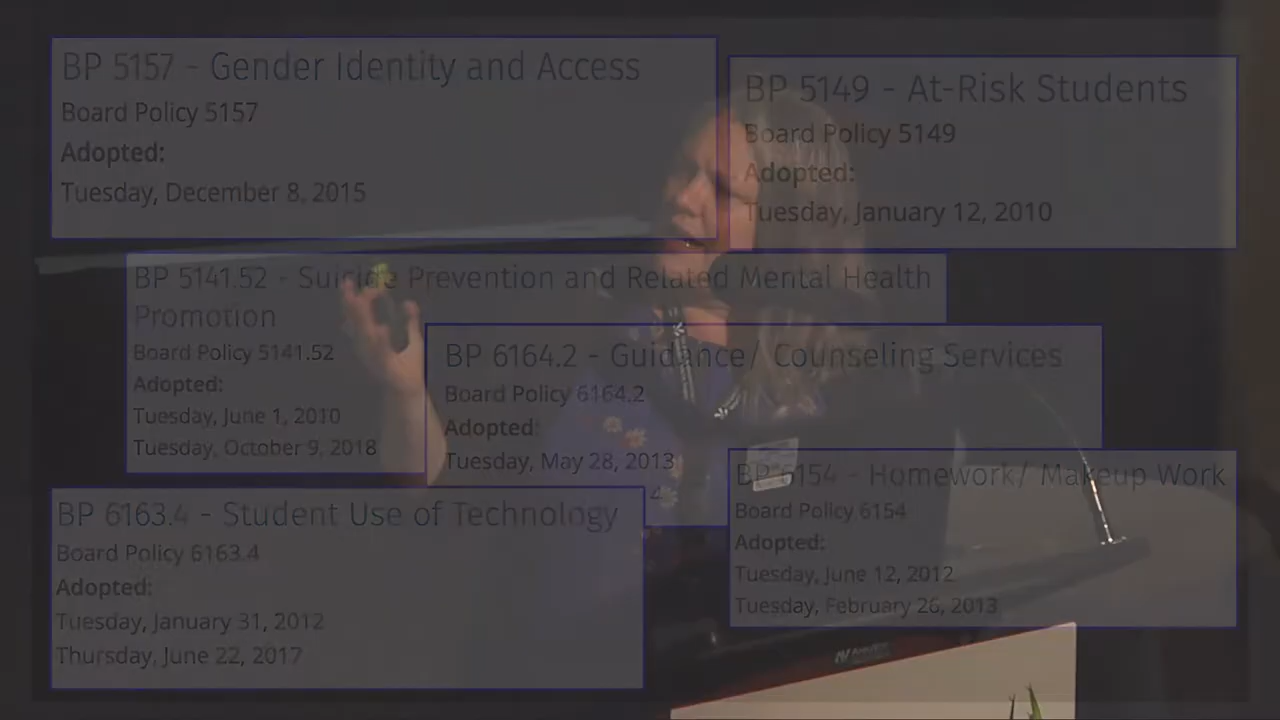 BP 5157 - Gender Identity and Access
Board Policy 5157
Adopted:
Tuesday, December 8, 2015
BP 5149 - At-Risk Students
Board Policy 5149
Adopted:
Tuesday, January 12, 2010
BP 5141.52 - Suicide Prevention and Related Mental Health
Promotion
Board Policy 5141.52
Adopted:
Tuesday, June 1, 2010
Tuesday, October 9, 2018
BP 6164.2 - Guidance/ Counseling Services
Board Policy 6164.2
Adopted:
Tuesday, May 28, 2013
4
BP 6163.4 - Student Use of Technology
Board Policy 6163.4
Adopted:
Tuesday, January 31, 2012
Thursday, June 22, 2017
BP 6154 - Homework/ Makeup Work
Board Policy 6154
Adopted:
Tuesday, June 12, 2012
Tuesday, February 26, 2013